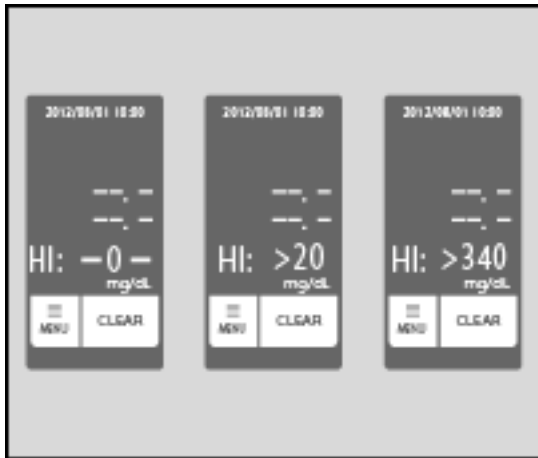 2012/08/01 10:00
--. -
--. -
HI: -0-
mg/dL
MENU
CLEAR
2012/08/01 10:00
--. -
--. -
HI: >20
mg/dL
MENU
CLEAR
2012/08/01 10:00
--. -
--. -
HI: >340
mg/dL
MENU
CLEAR